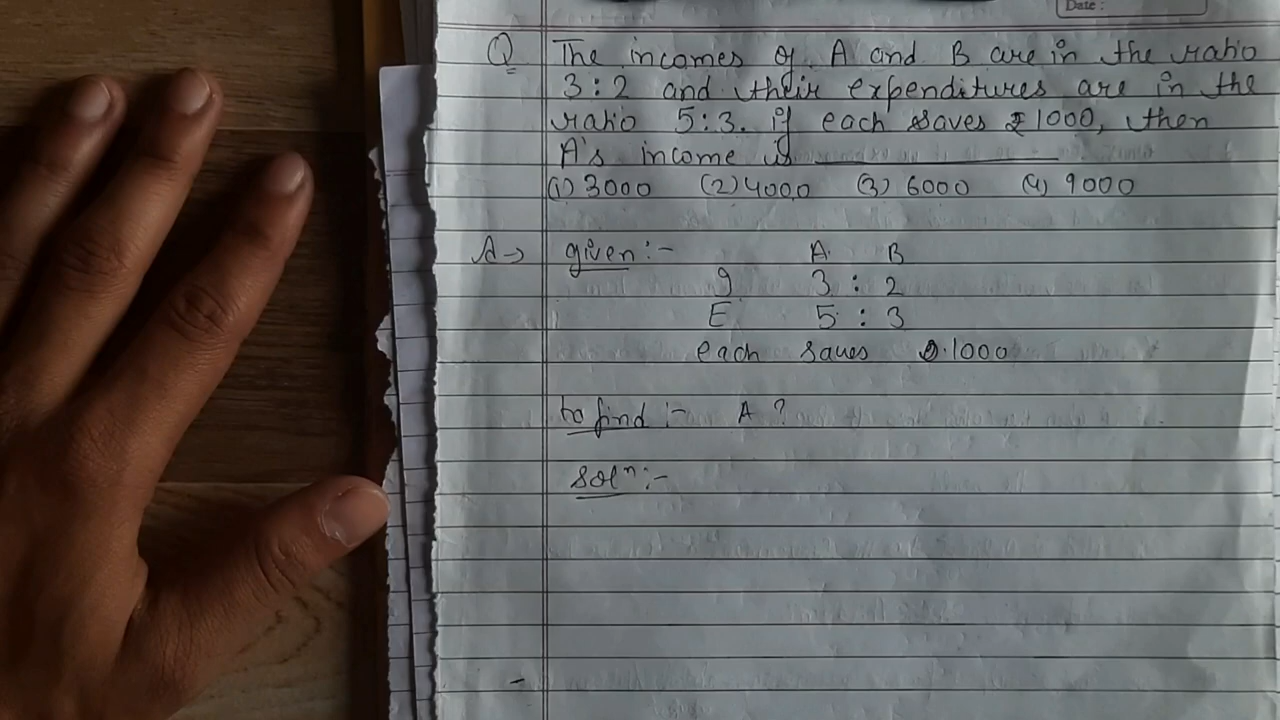 Date :
Q The incomes of A and B are in the ratio
3 : 2 and their expenditures are in the
ratio 5 : 3. if each saves ₹ 1000, then
A's income is ____________
(1) 3000 (2) 4000 (3) 6000 (4) 9000
A→ given :- A B
I 3 : 2
E 5 : 3
each saves 1000
to find :- A ?
solⁿ :-